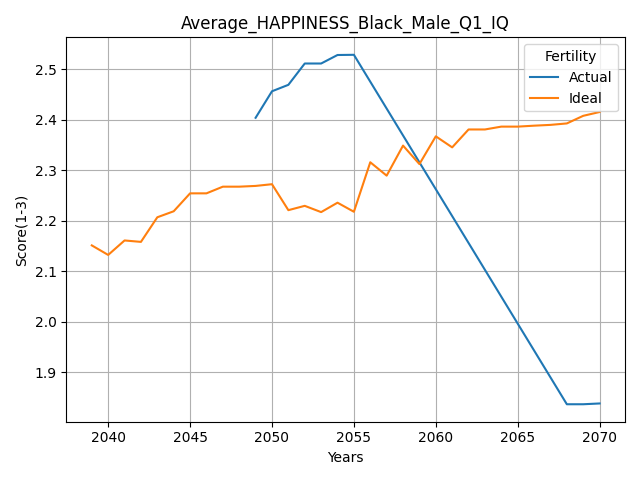 Average_HAPPINESS_Black_Male_Q1_IQ
Fertility
Actual
Ideal
Score(1-3)
2.5
2.4
2.3
2.2
2.1
2.0
1.9
2040 2045 2050 2055 2060 2065 2070
Years